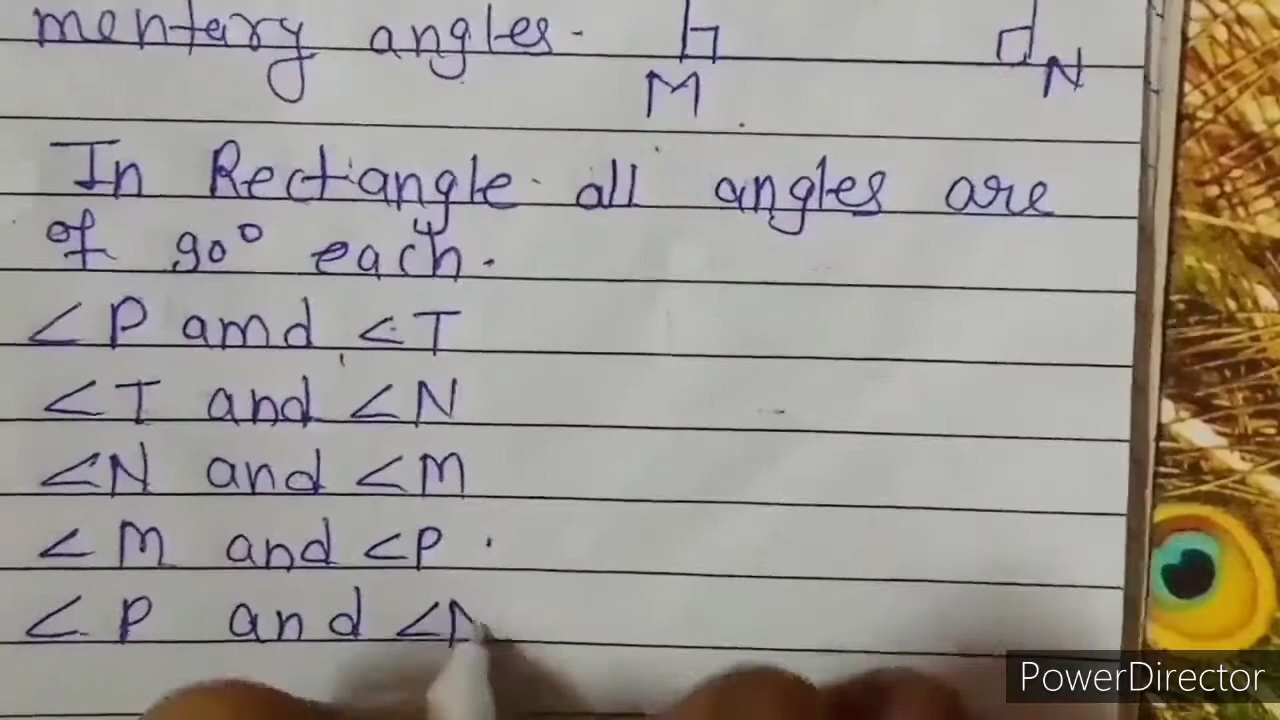 mentary angles.
M
N
In Rectangle all angles are
of 90° each.
<P amd <T
<T and <N
<N and <M
<M and <P.
<P and <N
PowerDirector